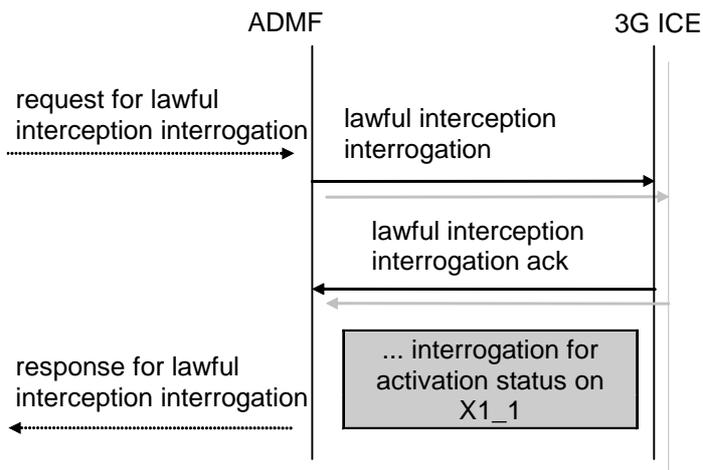 ADMF
3G ICE
request for lawful
interception interrogation
lawful interception
interrogation
lawful interception
interrogation ack
... interrogation for
activation status on
X1_1
response for lawful
interception interrogation